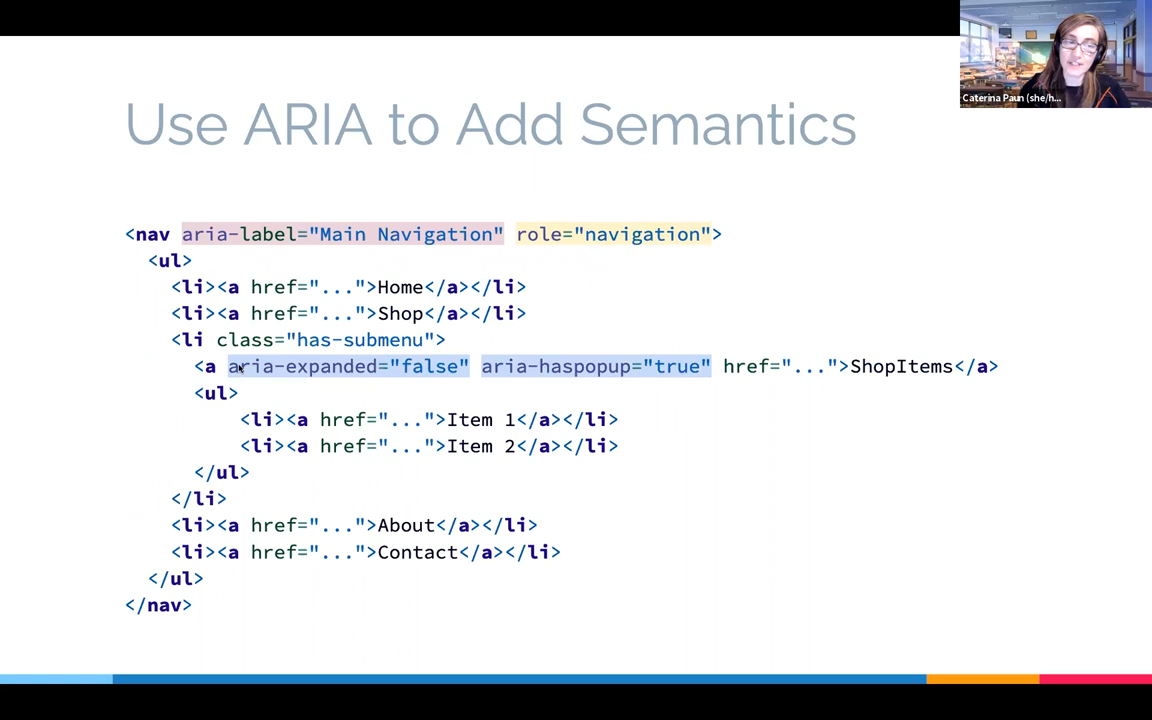 Caterina Paun (she/h...
Use ARIA to Add Semantics
<nav aria-label="Main Navigation" role="navigation">
<ul>
<li><a href="...">Home</a></li>
<li><a href="...">Shop</a></li>
<li class="has-submenu">
<a aria-expanded="false" aria-haspopup="true" href="...">ShopItems</a>
<ul>
<li><a href="...">Item 1</a></li>
<li><a href="...">Item 2</a></li>
</ul>
</li>
<li><a href="...">About</a></li>
<li><a href="...">Contact</a></li>
</ul>
</nav>